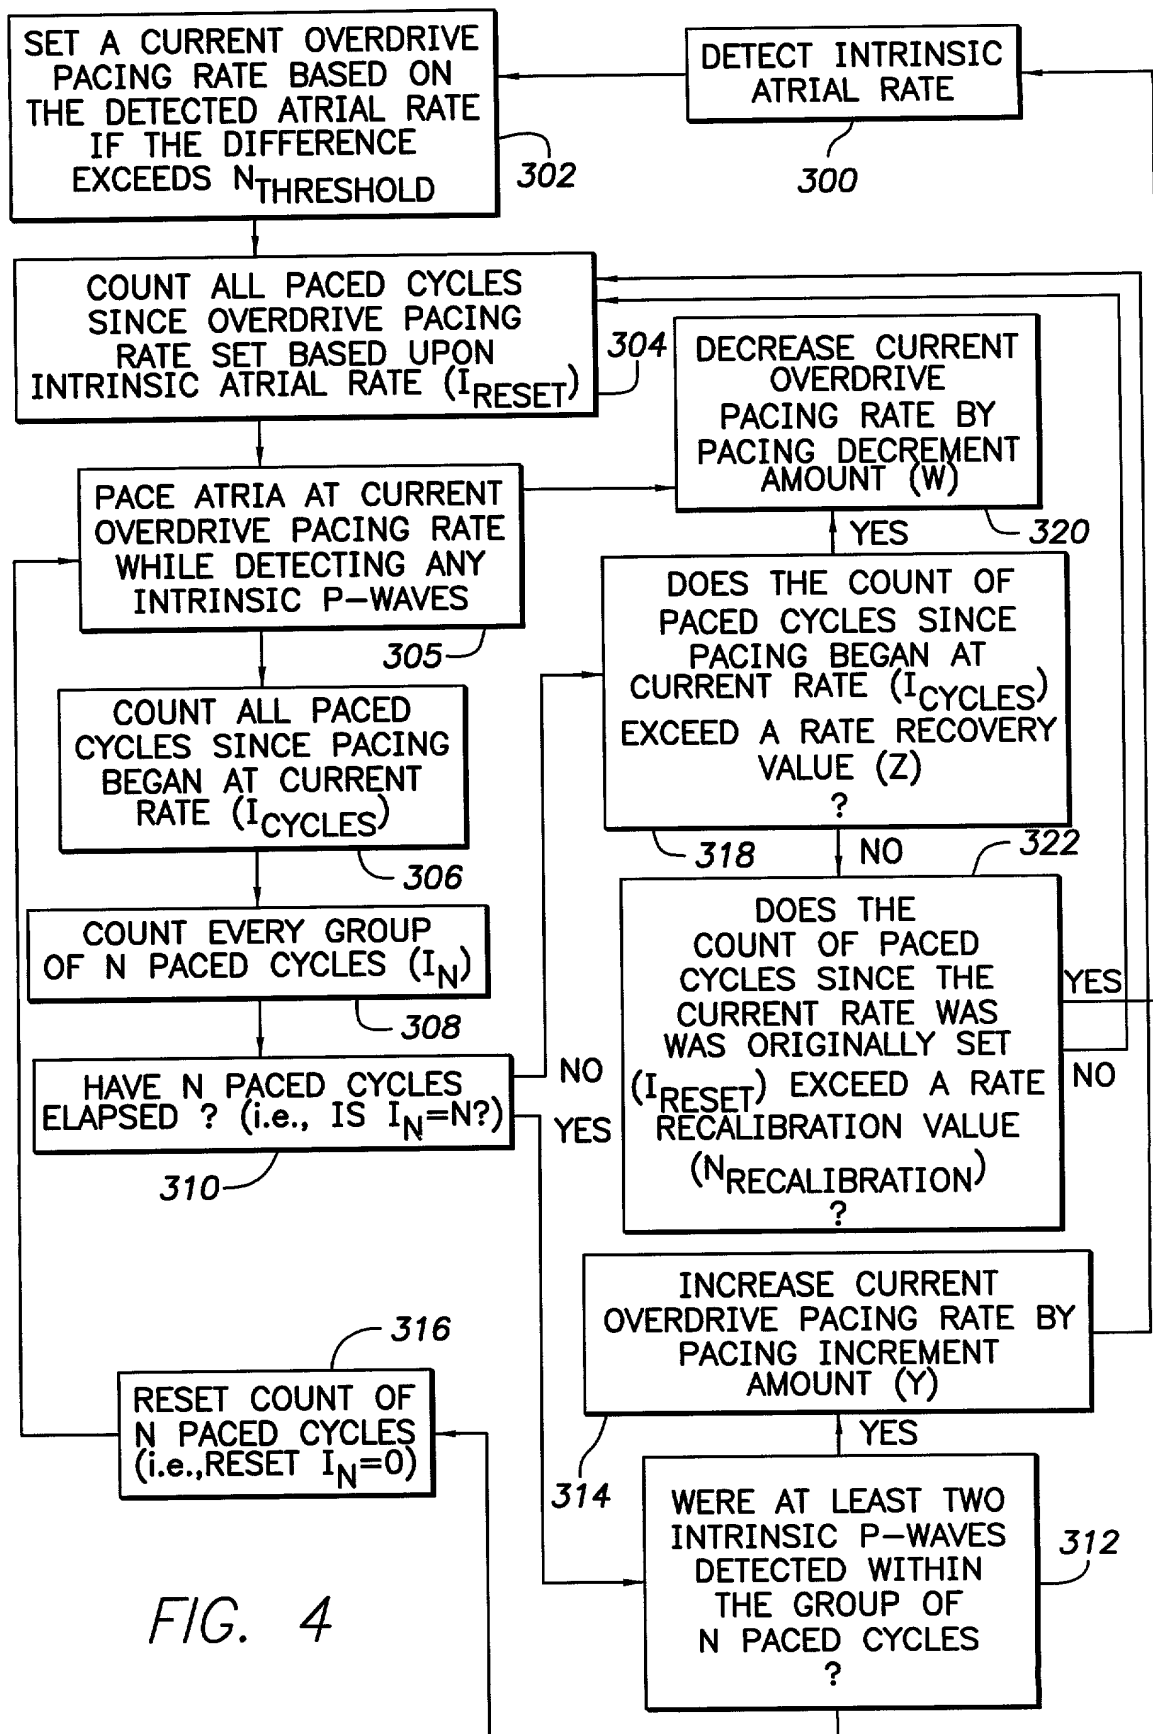 SET A CURRENT OVERDRIVE
PACING RATE BASED ON
THE DETECTED ATRIAL RATE
IF THE DIFFERENCE
EXCEEDS NTHRESHOLD
302
DETECT INTRINSIC
ATRIAL RATE
300
COUNT ALL PACED CYCLES
SINCE OVERDRIVE PACING
RATE SET BASED UPON
INTRINSIC ATRIAL RATE (IRESET)
304
DECREASE CURRENT
OVERDRIVE
PACING RATE BY
PACING DECREMENT
AMOUNT (W)
320
PACE ATRIA AT CURRENT
OVERDRIVE PACING RATE
WHILE DETECTING ANY
INTRINSIC P-WAVES
305
YES
DOES THE COUNT OF
PACED CYCLES SINCE
PACING BEGAN AT
CURRENT RATE (ICYCLES)
EXCEED A RATE RECOVERY
VALUE (Z)
?
318
NO
COUNT ALL PACED
CYCLES SINCE PACING
BEGAN AT CURRENT
RATE (ICYCLES)
306
322
DOES THE
COUNT OF PACED
CYCLES SINCE THE
CURRENT RATE WAS
WAS ORIGINALLY SET
(IRESET) EXCEED A RATE
RECALIBRATION VALUE
(NRECALIBRATION)
?
YES
NO
COUNT EVERY GROUP
OF N PACED CYCLES (IN)
308
HAVE N PACED CYCLES
ELAPSED ? (i.e., IS IN=N?)
NO
YES
310
INCREASE CURRENT
OVERDRIVE PACING RATE BY
PACING INCREMENT
AMOUNT (Y)
314
YES
316
RESET COUNT OF
N PACED CYCLES
(i.e.,RESET IN=0)
WERE AT LEAST TWO
INTRINSIC P-WAVES
DETECTED WITHIN
THE GROUP OF
N PACED CYCLES
?
312
FIG. 4